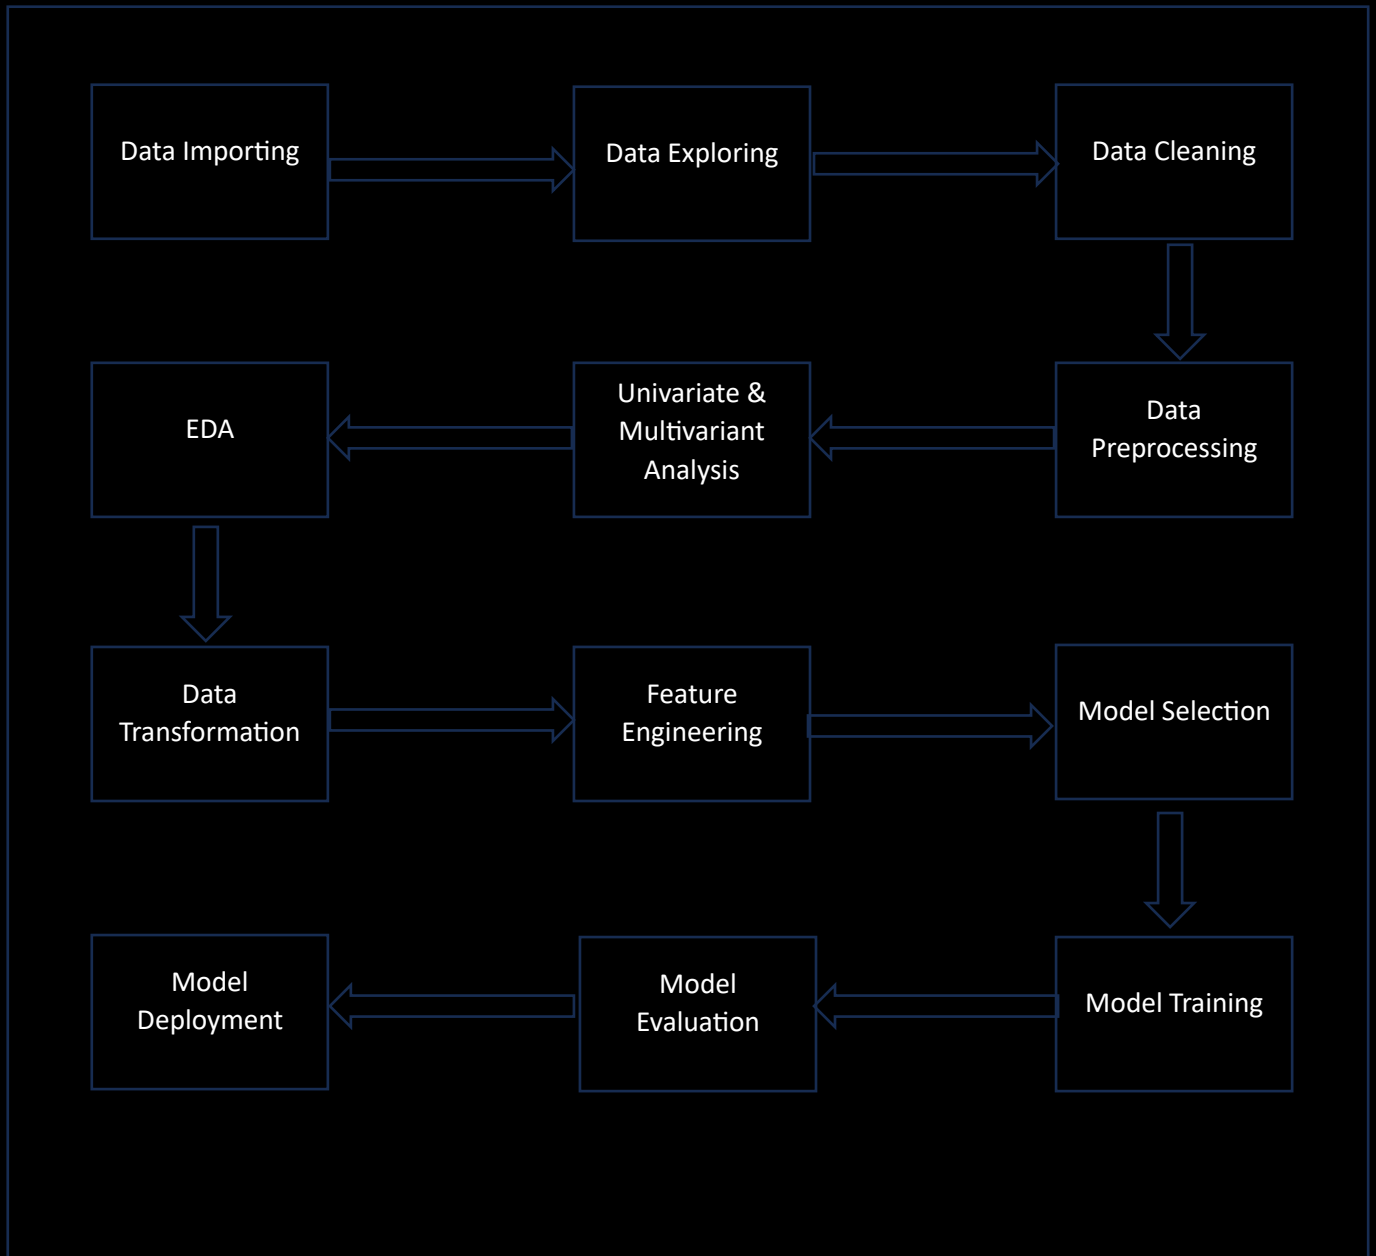 Data Importing
Data Exploring
Data Cleaning
EDA
Univariate &
Multivariant
Analysis
Data
Preprocessing
Data
Transformation
Feature
Engineering
Model Selection
Model
Deployment
Model
Evaluation
Model Training